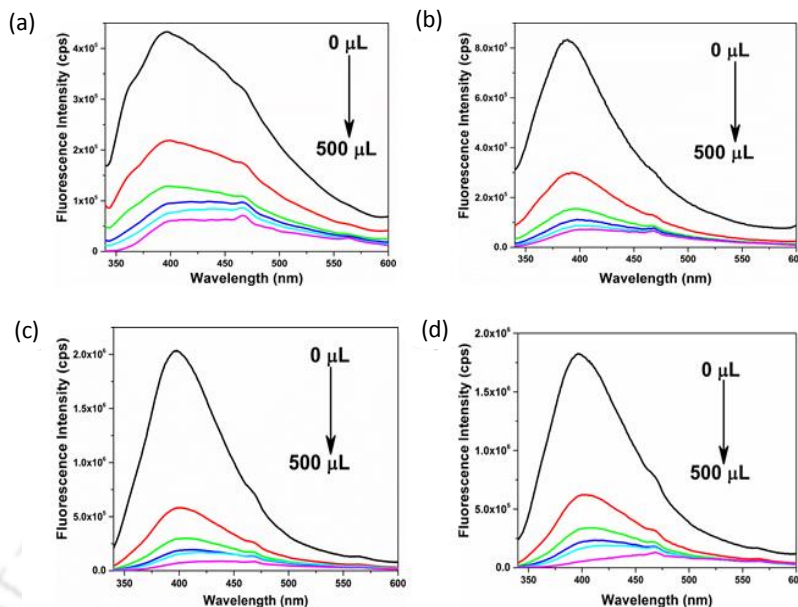 (a)
Fluorescence Intensity (cps)
4x10⁵
3x10⁵
2x10⁵
1x10⁵
0
350 400 450 500 550 600
Wavelength (nm)
0 µL
500 µL
(b)
Fluorescence Intensity (cps)
8.0x10⁵
6.0x10⁵
4.0x10⁵
2.0x10⁵
0.0
350 400 450 500 550 600
Wavelength (nm)
0 µL
500 µL
(c)
Fluorescence Intensity (cps)
2.0x10⁶
1.5x10⁶
1.0x10⁶
5.0x10⁵
0.0
350 400 450 500 550 600
Wavelength (nm)
0 µL
500 µL
(d)
Fluorescence Intensity (cps)
2.0x10⁶
1.5x10⁶
1.0x10⁶
5.0x10⁵
0.0
350 400 450 500 550 600
Wavelength (nm)
0 µL
500 µL